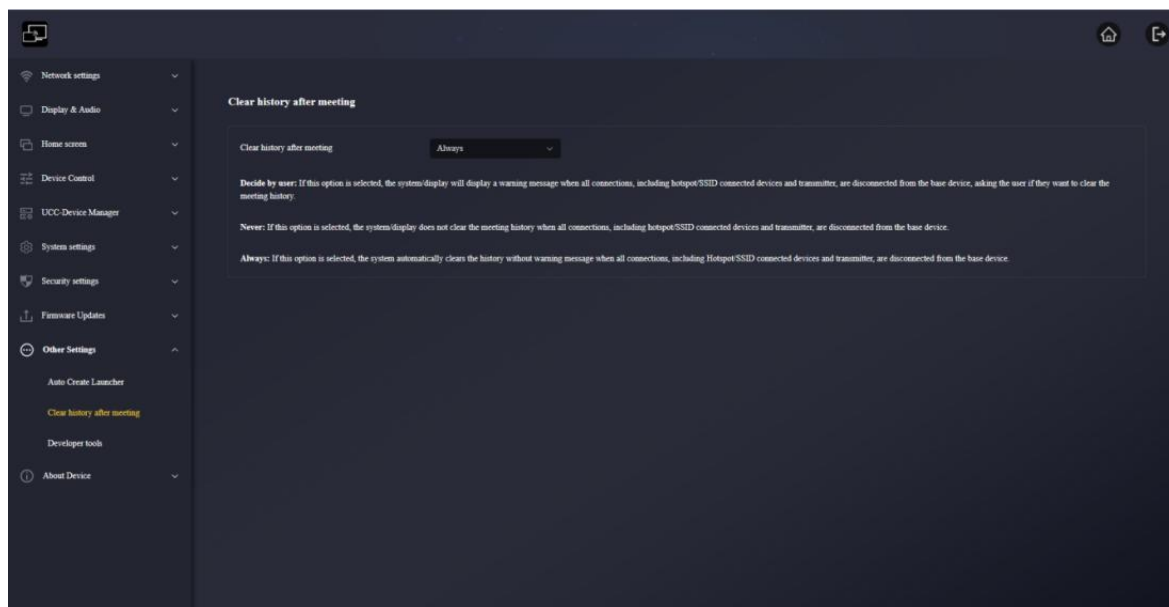 Network settings
Display & Audio
Home screen
Device Control
UCC-Device Manager
System settings
Security settings
Firmware Updates
Other Settings
Auto Create Launcher
Clear history after meeting
Developer tools
About Device
Clear history after meeting
Clear history after meeting Always
Decide by user: If this option is selected, the system/display will display a warning message when all connections, including hotspot/SSID connected devices and transmitter, are disconnected from the base device, asking the user if they want to clear the
meeting history.
Never: If this option is selected, the system/display does not clear the meeting history when all connections, including hotspot/SSID connected devices and transmitter, are disconnected from the base device.
Always: If this option is selected, the system automatically clears the history without warning message when all connections, including Hotspot/SSID connected devices and transmitter, are disconnected from the base device.